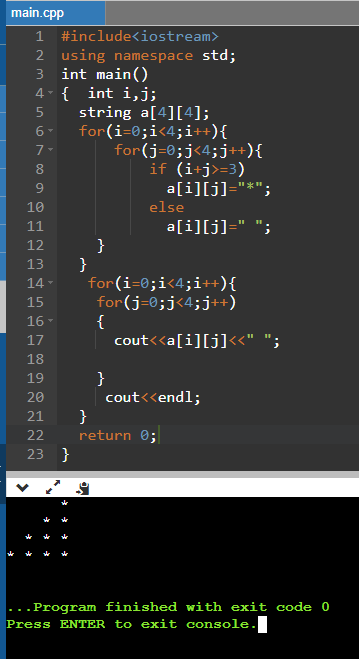 main.cpp
1 #include<iostream>
2 using namespace std;
3 int main()
4 {  int i,j;
5   string a[4][4];
6   for(i=0;i<4;i++){
7       for(j=0;j<4;j++){
8           if (i+j>=3)
9             a[i][j]="*";
10           else
11             a[i][j]=" ";
12     }
13   }
14    for(i=0;i<4;i++){
15     for(j=0;j<4;j++)
16     {
17       cout<<a[i][j]<<" ";
18
19     }
20      cout<<endl;
21   }
22   return 0;
23 }
      *
    * *
  * * *
* * * *
...Program finished with exit code 0
Press ENTER to exit console.